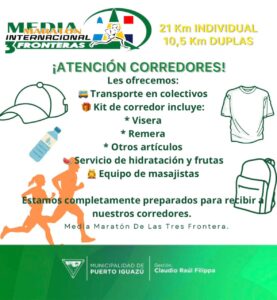 MEDIA
MARATÓN
INTERNACIONAL
3 FRONTERAS
21 Km INDIVIDUAL
10,5 Km DUPLAS
¡ATENCIÓN CORREDORES!
Les ofrecemos:
Transporte en colectivos
Kit de corredor incluye:
* Visera
* Remera
* Otros artículos
Servicio de hidratación y frutas
Equipo de masajistas
Estamos completamente preparados para recibir a
nuestros corredores.
Media Maratón De Las Tres Frontera.
MUNICIPALIDAD DE
PUERTO IGUAZÚ
Gestión
Claudio Raúl Filippa